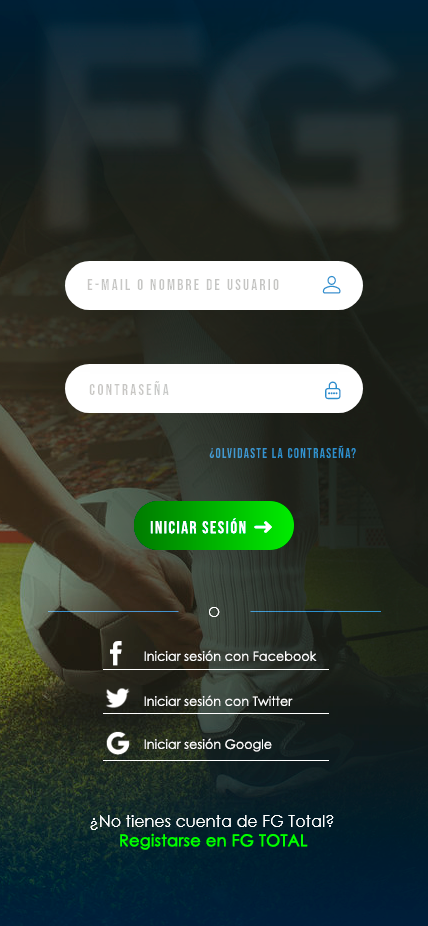 FG
E-MAIL O NOMBRE DE USUARIO
CONTRASEÑA
¿OLVIDASTE LA CONTRASEÑA?
INICIAR SESIÓN
O
Iniciar sesión con Facebook
Iniciar sesión con Twitter
Iniciar sesión Google
¿No tienes cuenta de FG Total?
Registarse en FG TOTAL